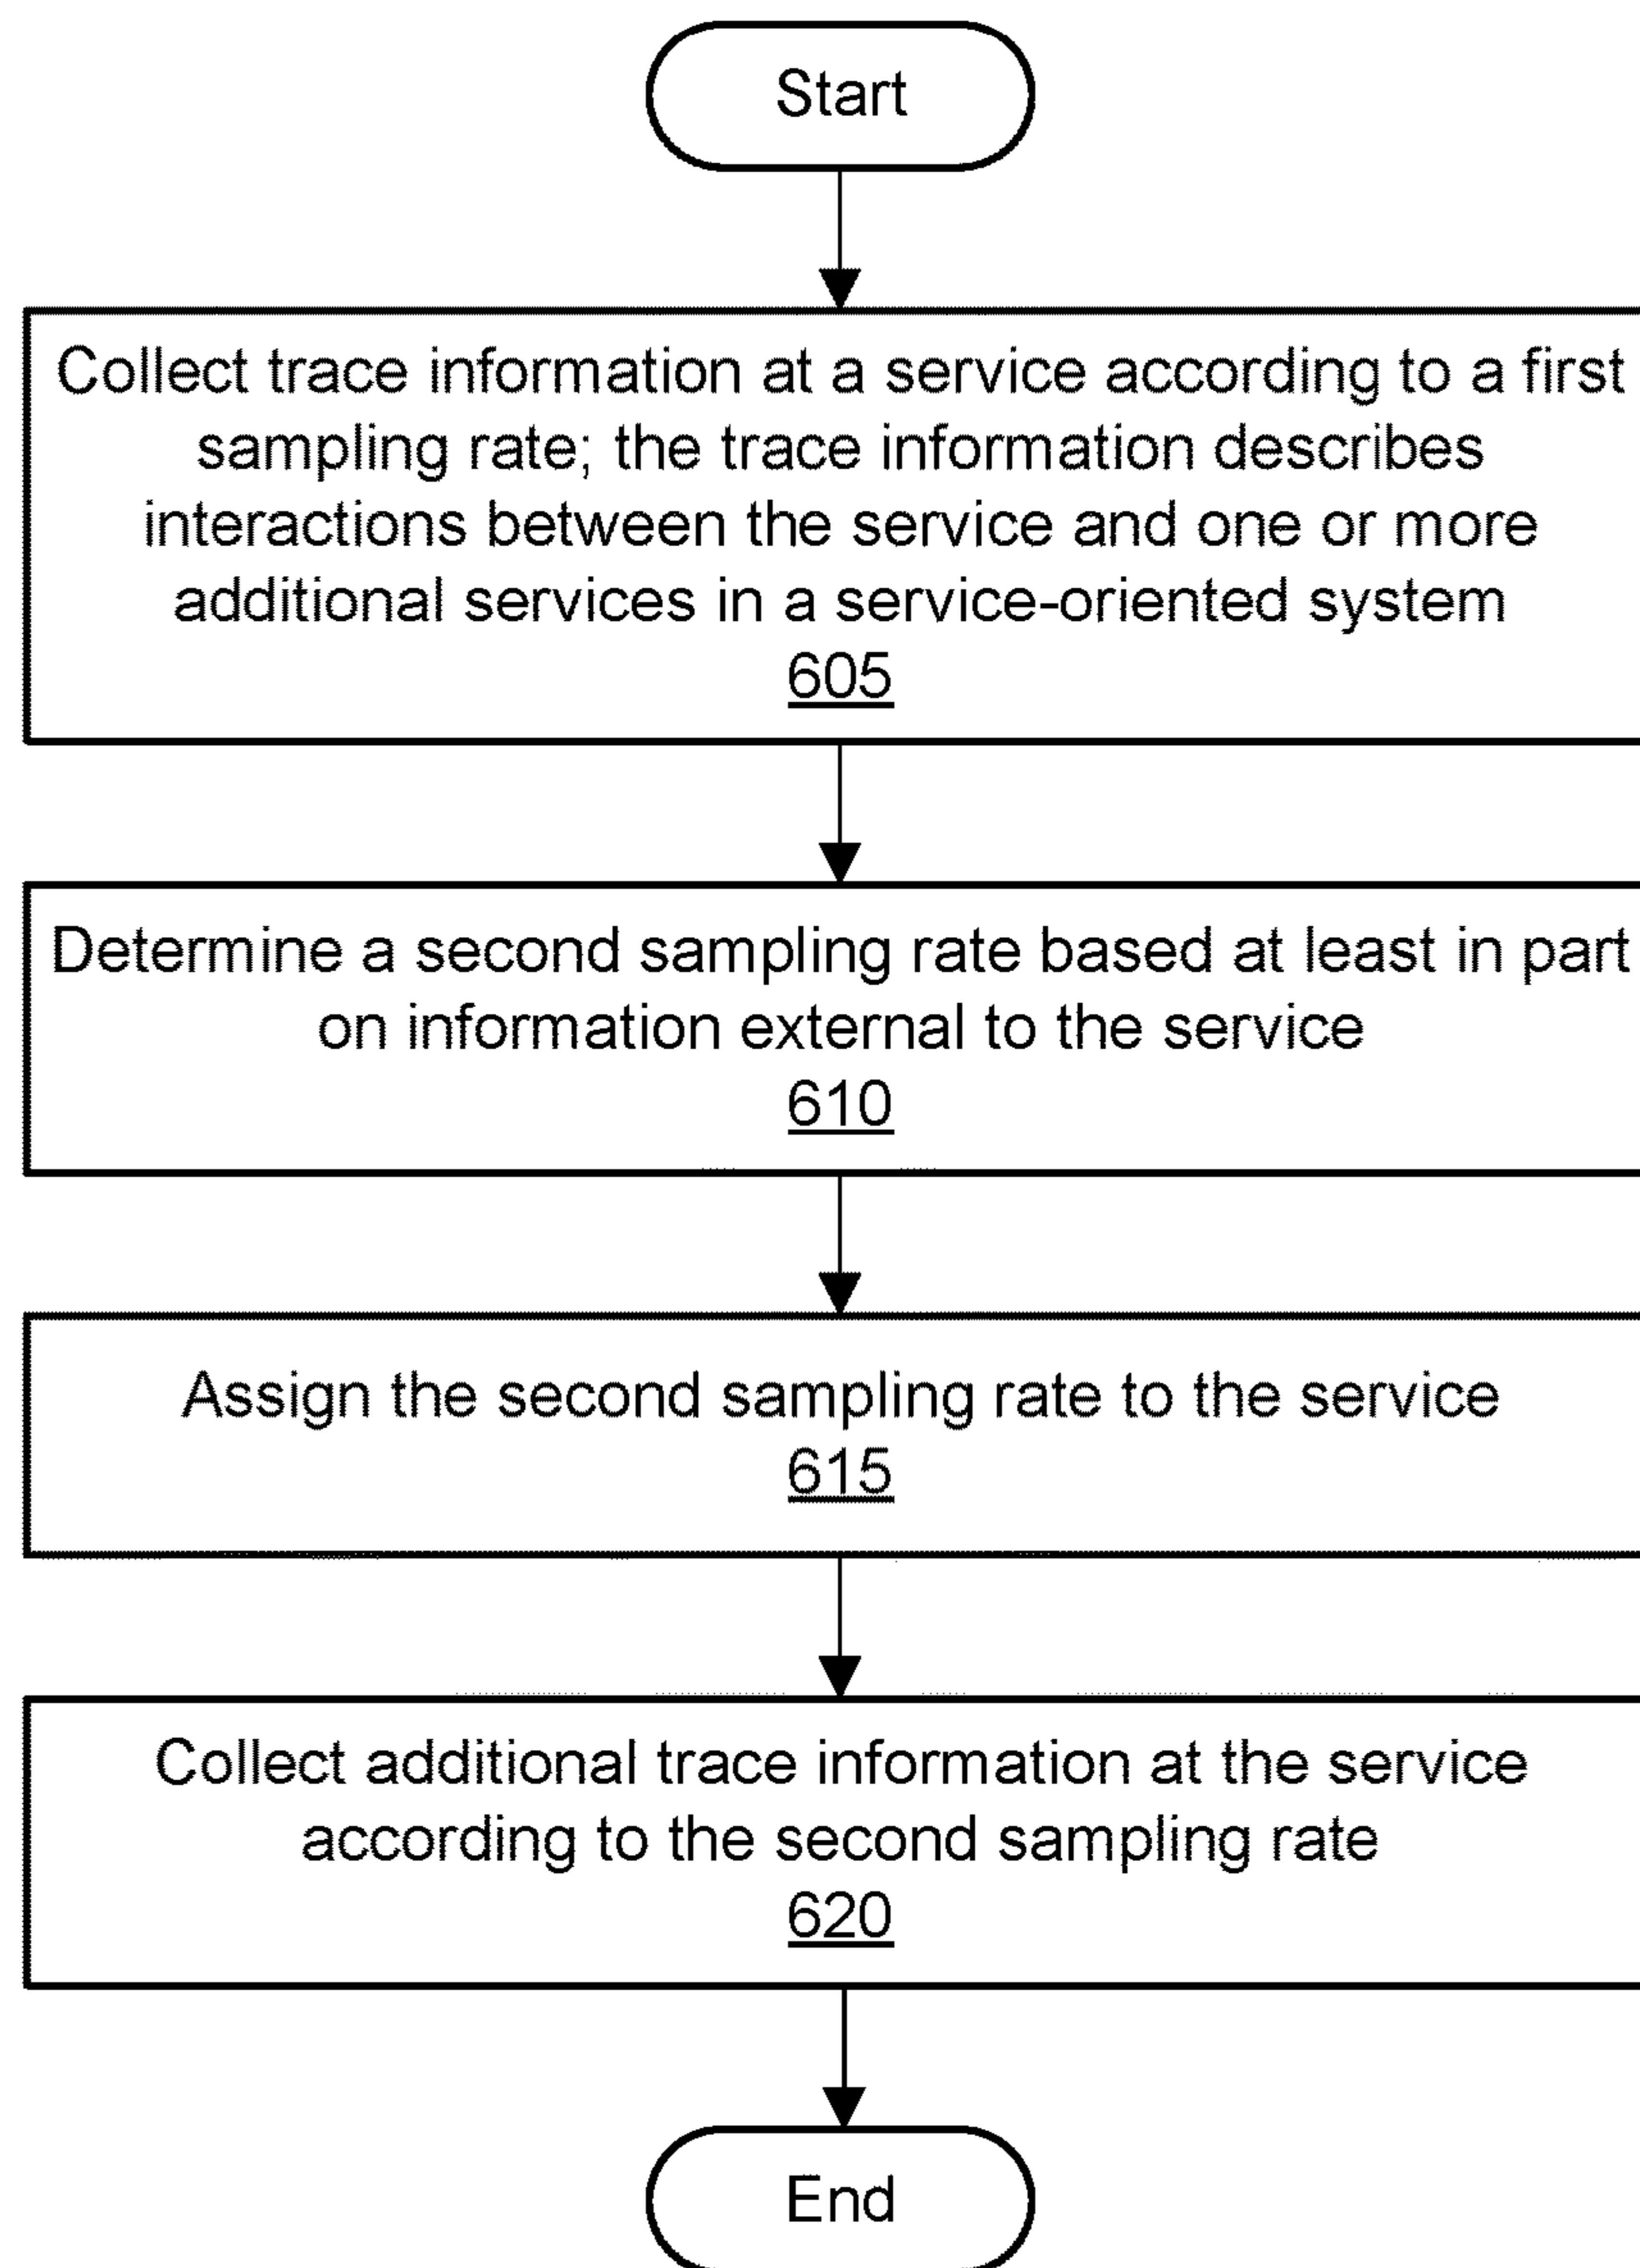 Start
Collect trace information at a service according to a first
sampling rate; the trace information describes
interactions between the service and one or more
additional services in a service-oriented system
605
Determine a second sampling rate based at least in part
on information external to the service
610
Assign the second sampling rate to the service
615
Collect additional trace information at the service
according to the second sampling rate
620
End